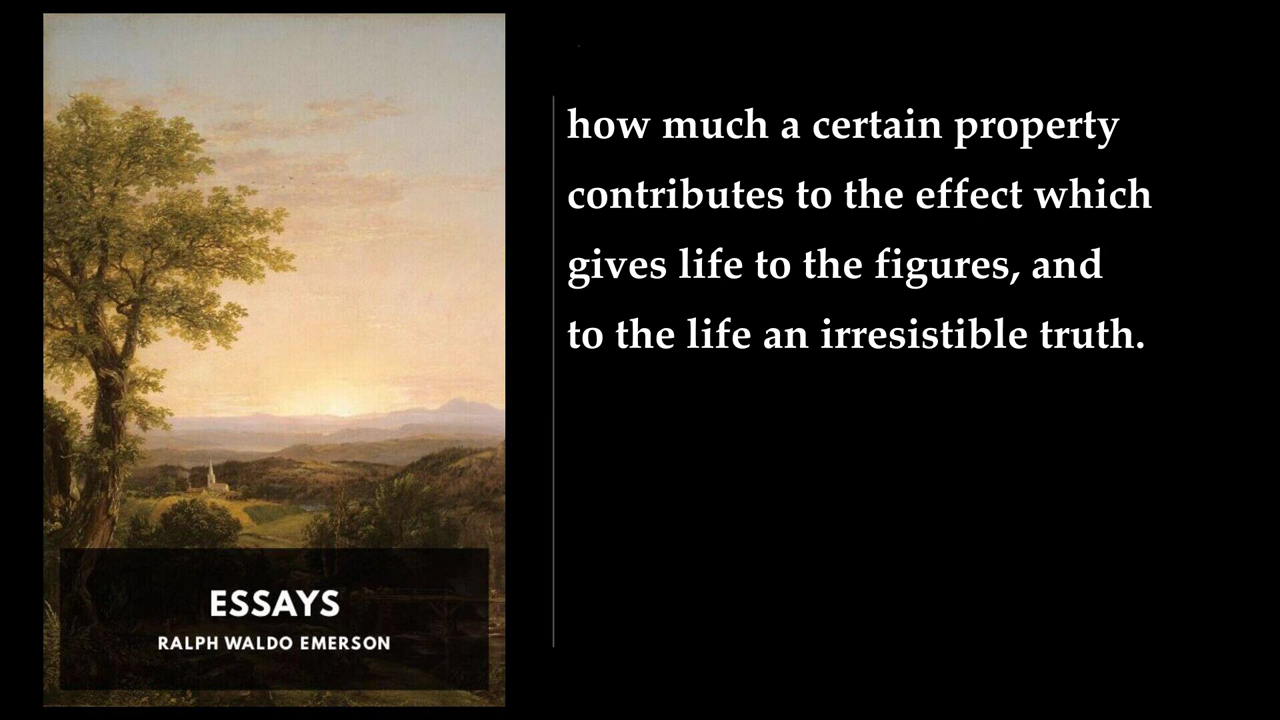 how much a certain property
contributes to the effect which
gives life to the figures, and
to the life an irresistible truth.
ESSAYS
RALPH WALDO EMERSON